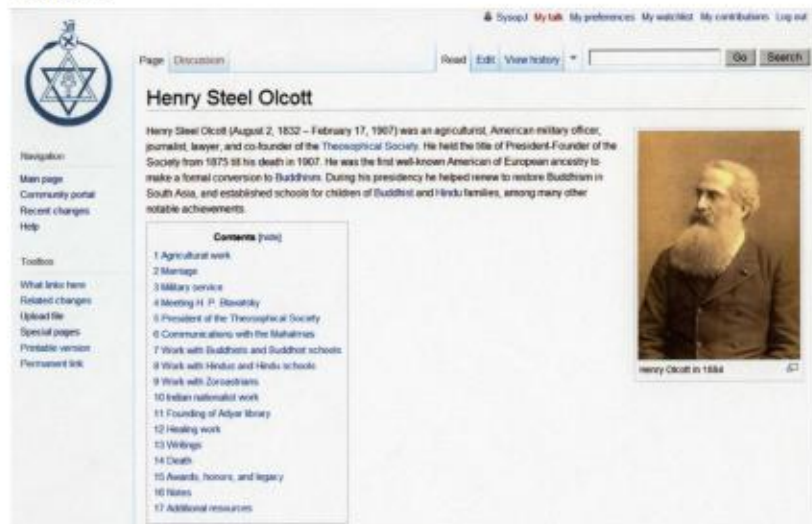 SysopJ My talk My preferences My watchlist My contributions Log out
Page Discussion Read Edit View history Go Search
Henry Steel Olcott
Henry Steel Olcott (August 2, 1832 – February 17, 1907) was an agriculturist, American military officer,
journalist, lawyer, and co-founder of the Theosophical Society. He held the title of President-Founder of the
Society from 1875 till his death in 1907. He was the first well-known American of European ancestry to
make a formal conversion to Buddhism. During his presidency he helped renew to restore Buddhism in
South Asia, and established schools for children of Buddhist and Hindu families, among many other
notable achievements.
Navigation
Main page
Community portal
Recent changes
Help
Toolbox
What links here
Related changes
Upload file
Special pages
Printable version
Permanent link
Contents [hide]
1 Agricultural work
2 Marriage
3 Military service
4 Meeting H. P. Blavatsky
5 President of the Theosophical Society
6 Communications with the Mahatmas
7 Work with Buddhists and Buddhist schools
8 Work with Hindus and Hindu schools
9 Work with Zoroastrians
10 Indian nationalist work
11 Founding of Adyar library
12 Healing work
13 Writings
14 Death
15 Awards, honors, and legacy
16 Notes
17 Additional resources
Henry Olcott in 1884